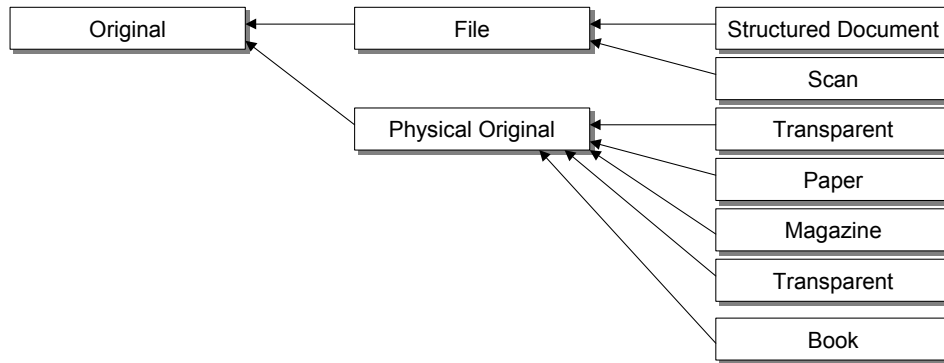 Original
File
Structured Document
Scan
Physical Original
Transparent
Paper
Magazine
Transparent
Book